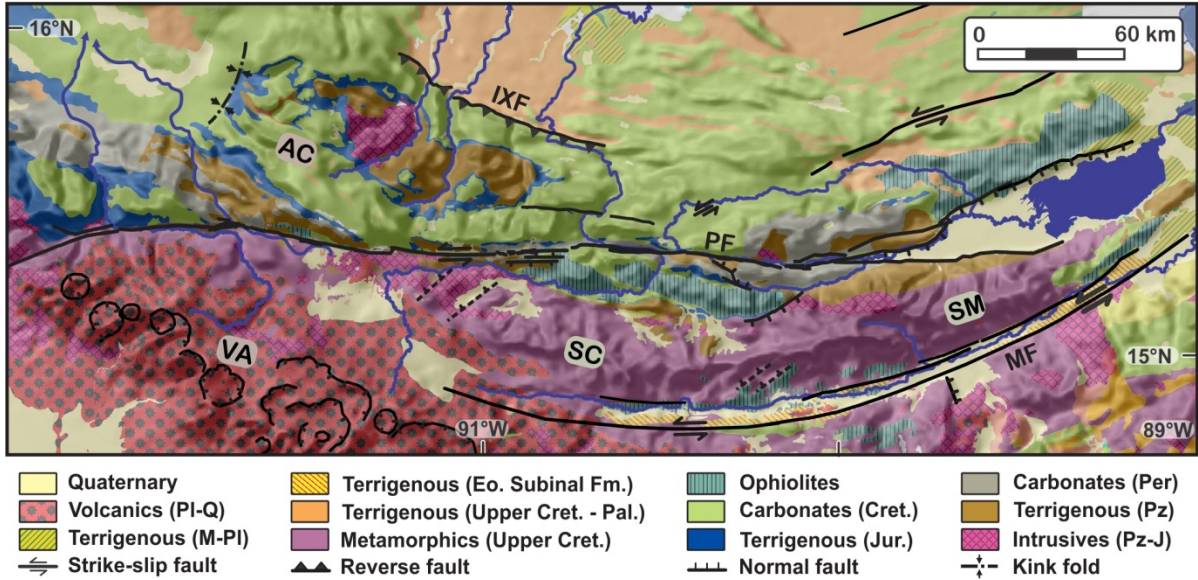 16°N
0 60 km
IXF
AC
PF
SM
VA
SC
MF
15°N
91°W
89°W
Quaternary
Terrigenous (Eo. Subinal Fm.)
Ophiolites
Carbonates (Per)
Volcanics (Pl-Q)
Terrigenous (Upper Cret. - Pal.)
Carbonates (Cret.)
Terrigenous (Pz)
Terrigenous (M-Pl)
Metamorphics (Upper Cret.)
Terrigenous (Jur.)
Intrusives (Pz-J)
Strike-slip fault
Reverse fault
Normal fault
Kink fold